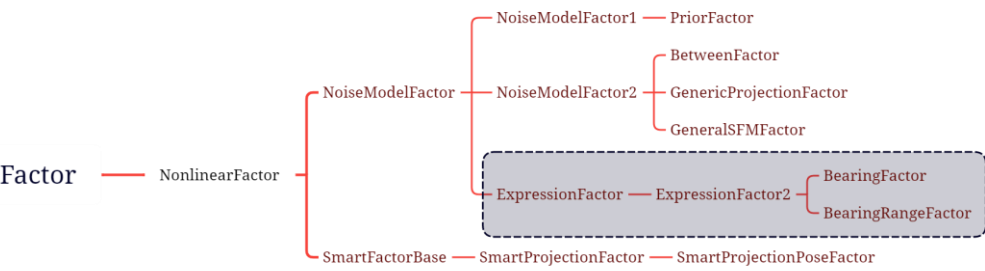 Factor
NonlinearFactor
NoiseModelFactor
NoiseModelFactor1
PriorFactor
NoiseModelFactor2
BetweenFactor
GenericProjectionFactor
GeneralSFMFactor
ExpressionFactor
ExpressionFactor2
BearingFactor
BearingRangeFactor
SmartFactorBase
SmartProjectionFactor
SmartProjectionPoseFactor